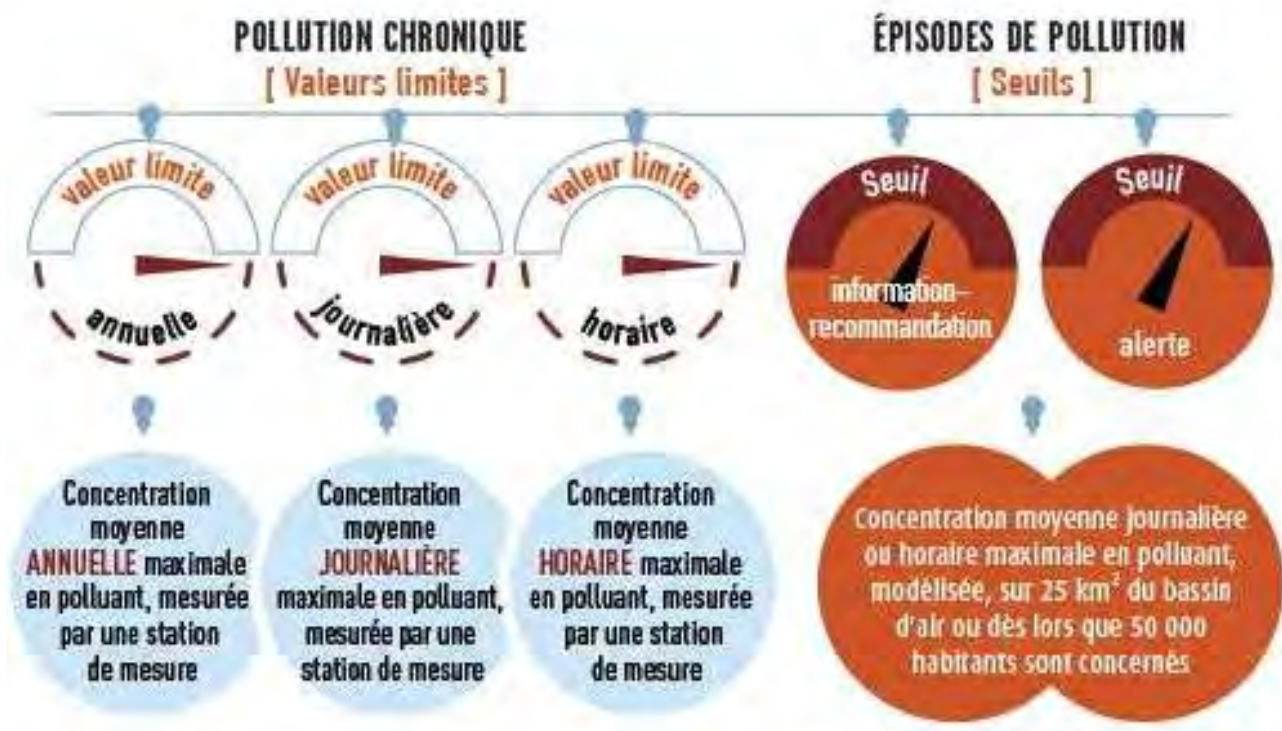 POLLUTION CHRONIQUE
[ Valeurs limites ]
ÉPISODES DE POLLUTION
[ Seuils ]
valeur limite
annuelle
valeur limite
journalière
valeur limite
horaire
Seuil
information-
recommandation
Seuil
alerte
Concentration
moyenne
ANNUELLE maximale
en polluant, mesurée
par une station
de mesure
Concentration
moyenne
JOURNALIÈRE
maximale en polluant,
mesurée par une
station de mesure
Concentration
moyenne
HORAIRE maximale
en polluant, mesurée
par une station
de mesure
Concentration moyenne journalière
ou horaire maximale en polluant,
modélisée, sur 25 km² du bassin
d'air ou dès lors que 50 000
habitants sont concernés